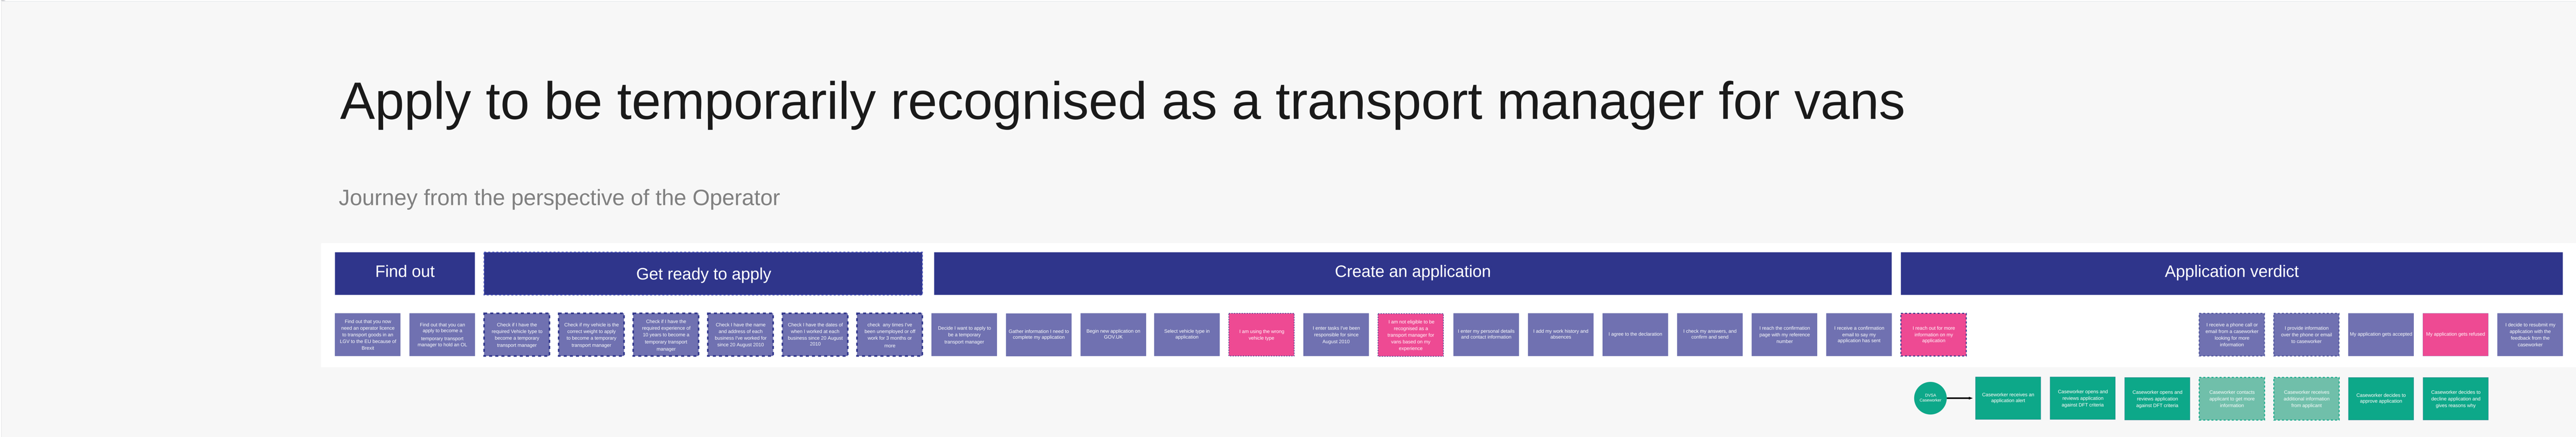 Apply to be temporarily recognised as a transport manager for vans
Journey from the perspective of the Operator
Find out
Get ready to apply
Create an application
Application verdict
Find out that you now
need an operator licence
to transport goods in an
LGV to the EU because of
Brexit
Find out that you can
apply to become a
temporary transport
manager to hold an OL
Check if I have the
required Vehicle type to
become a temporary
transport manager
Check if my vehicle is the
correct weight to apply
to become a temporary
transport manager
Check if I have the
required experience of
10 years to become a
temporary transport
manager
Check I have the name
and address of each
business I've worked for
since 20 August 2010
Check I have the dates of
when I worked at each
business since 20 August
2010
check any times I've
been unemployed or off
work for 3 months or
more
Decide I want to apply to
be a temporary
transport manager
Gather information I need to
complete my application
Begin new application on
GOV.UK
Select vehicle type in
application
I am using the wrong
vehicle type
I enter tasks I've been
responsible for since
August 2010
I am not eligible to be
recognised as a
transport manager for
vans based on my
experience
I enter my personal details
and contact information
I add my work history and
absences
I agree to the declaration
I check my answers, and
confirm and send
I reach the confirmation
page with my reference
number
I receive a confirmation
email to say my
application has sent
I reach out for more
information on my
application
I receive a phone call or
email from a caseworker
looking for more
information
I provide information
over the phone or email
to caseworker
My application gets accepted
My application gets refused
I decide to resubmit my
application with the
feedback from the
caseworker
DVSA
Caseworker
Caseworker receives an
application alert
Caseworker opens and
reviews application
against DFT criteria
Caseworker opens and
reviews application
against DFT criteria
Caseworker contacts
applicant to get more
information
Caseworker receives
additional information
from applicant
Caseworker decides to
approve application
Caseworker decides to
decline application and
gives reasons why